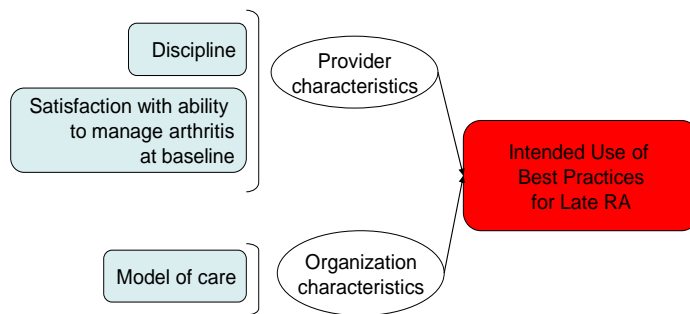 Discipline
Satisfaction with ability
to manage arthritis
at baseline
Provider
characteristics
Intended Use of
Best Practices
for Late RA
Model of care
Organization
characteristics